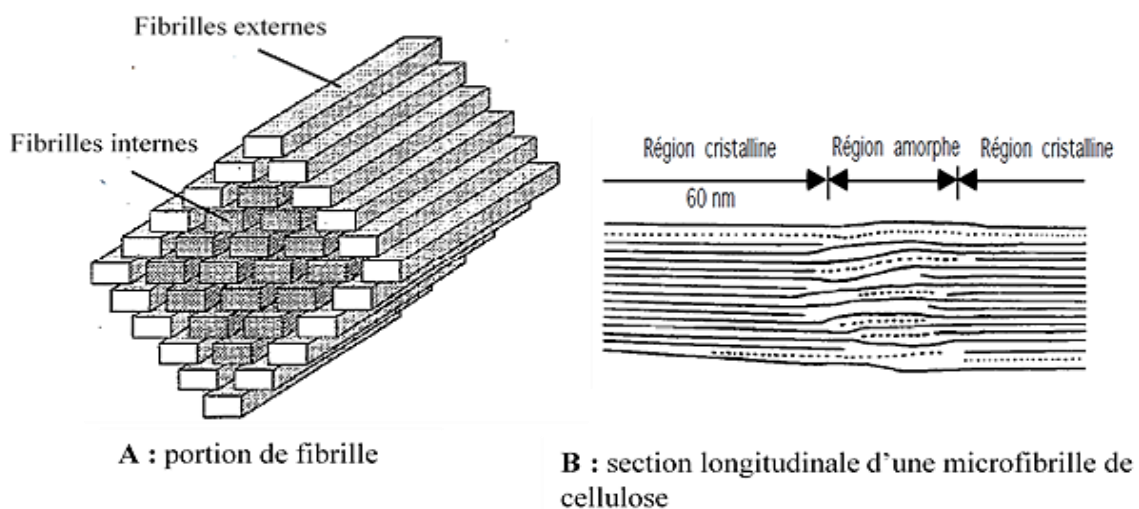 Fibrilles externes
Fibrilles internes
A : portion de fibrille
Région cristalline
Région amorphe
Région cristalline
60 nm
B : section longitudinale d'une microfibrille de
cellulose